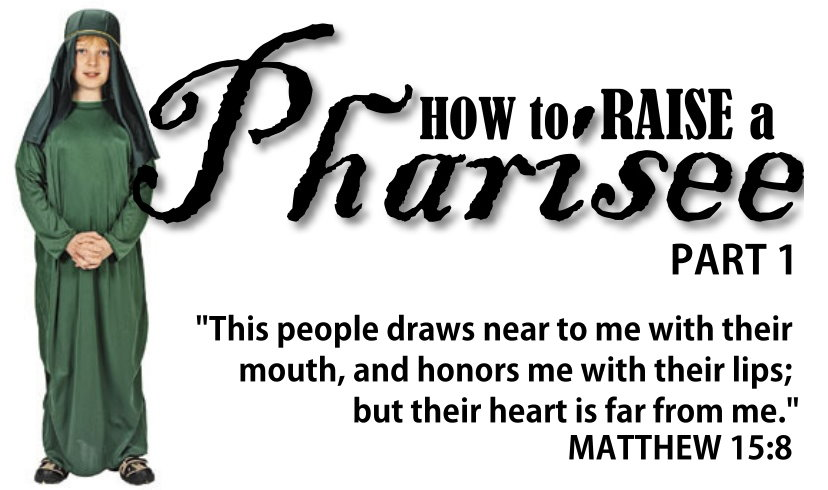 HOW to RAISE a
Pharisee
PART 1
"This people draws near to me with their
mouth, and honors me with their lips;
but their heart is far from me."
MATTHEW 15:8